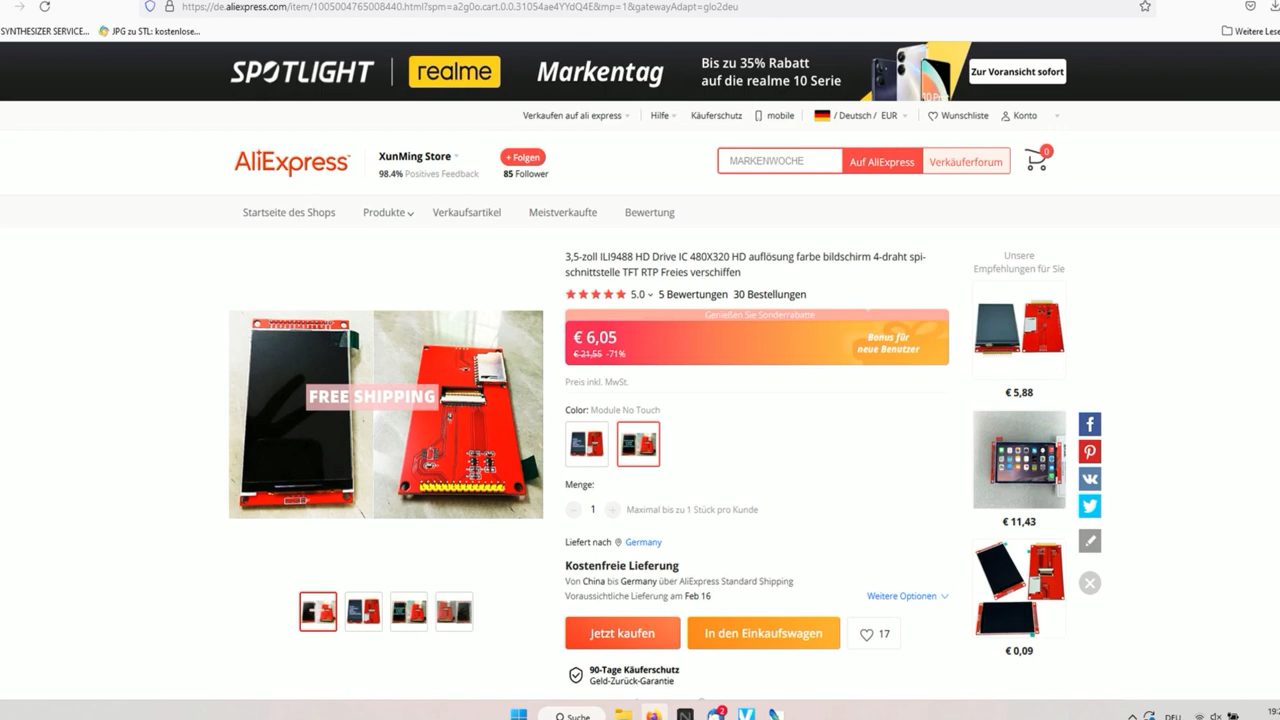 https://de.aliexpress.com/item/1005004765008440.html?spm=a2g0o.cart.0.0.31054ae4YYdQ4E&mp=1&gatewayAdapt=glo2deu
SYNTHESIZER SERVICE... JPG zu STL: kostenlose... Weitere Lese
SPOTLIGHT realme Markentag Bis zu 35% Rabatt
auf die realme 10 Serie Zur Voransicht sofort
Verkaufen auf ali express Hilfe Käuferschutz mobile / Deutsch / EUR Wunschliste Konto
AliExpress XunMing Store + Folgen MARKENWOCHE Auf AliExpress Verkäuferforum 0
98.4% Positives Feedback 85 Follower
Startseite des Shops Produkte Verkaufsartikel Meistverkaufte Bewertung
3,5-zoll ILI9488 HD Drive IC 480X320 HD auflösung farbe bildschirm 4-draht spi-
schnittstelle TFT RTP Freies verschiffen
5.0 5 Bewertungen 30 Bestellungen
Genießen Sie Sonderrabatte
€ 6,05
€ 21,55 -71%
Bonus für
neue Benutzer
Preis inkl. MwSt.
FREE SHIPPING
Color: Module No Touch
Menge:
1 Maximal bis zu 1 Stück pro Kunde
Liefert nach Germany
Kostenfreie Lieferung
Von China bis Germany über AliExpress Standard Shipping
Voraussichtliche Lieferung am Feb 16 Weitere Optionen
Jetzt kaufen In den Einkaufswagen 17
90-Tage Käuferschutz
Geld-Zurück-Garantie
Unsere
Empfehlungen für Sie
€ 5,88
€ 11,43
€ 0,09
Suche 2 DEU